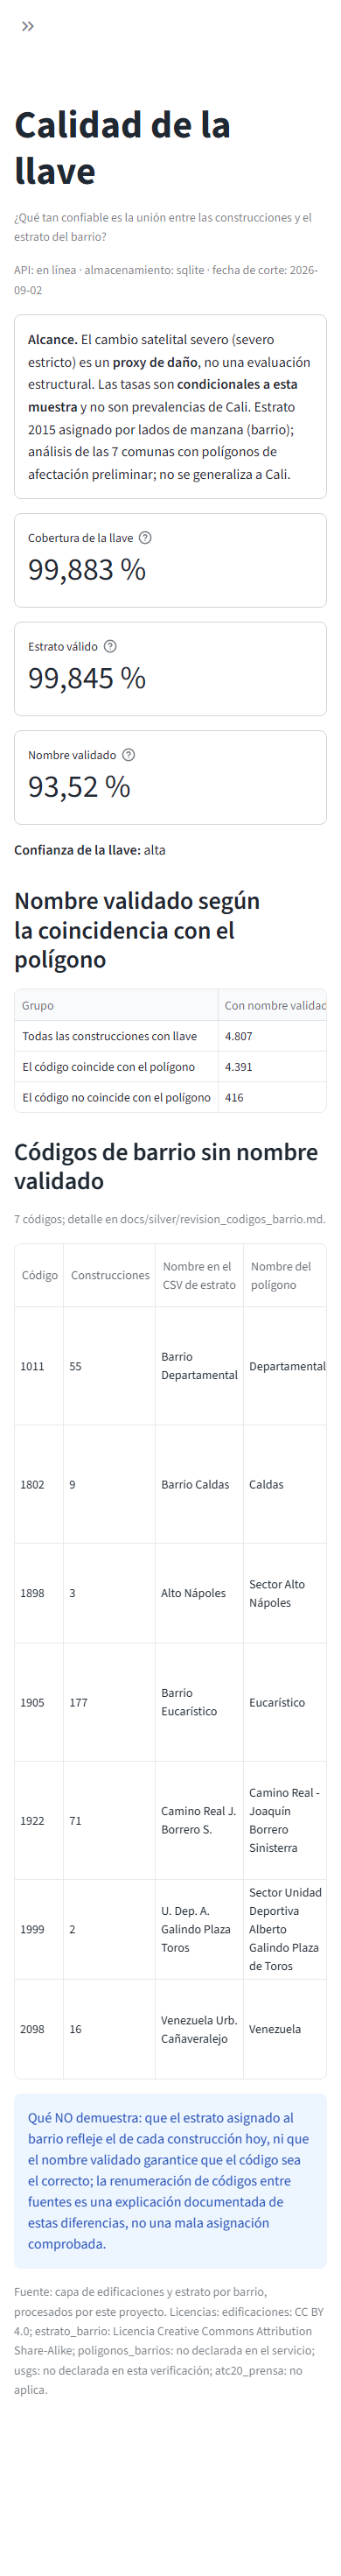 Calidad de la
llave
¿Qué tan confiable es la unión entre las construcciones y el
estrato del barrio?
API: en línea · almacenamiento: sqlite · fecha de corte: 2026-
09-02
Alcance. El cambio satelital severo (severo
estricto) es un proxy de daño, no una evaluación
estructural. Las tasas son condicionales a esta
muestra y no son prevalencias de Cali. Estrato
2015 asignado por lados de manzana (barrio);
análisis de las 7 comunas con polígonos de
afectación preliminar; no se generaliza a Cali.
Cobertura de la llave
99,883 %
Estrato válido
99,845 %
Nombre validado
93,52 %
Confianza de la llave: alta
Nombre validado según
la coincidencia con el
polígono
Grupo Con nombre validad
Todas las construcciones con llave 4.807
El código coincide con el polígono 4.391
El código no coincide con el polígono 416
Códigos de barrio sin nombre
validado
7 códigos; detalle en docs/silver/revision_codigos_barrio.md.
Código Construcciones Nombre en el CSV de estrato Nombre del polígono
1011 55 Barrio Departamental Departamental
1802 9 Barrio Caldas Caldas
1898 3 Alto Nápoles Sector Alto Nápoles
1905 177 Barrio Eucarístico Eucarístico
1922 71 Camino Real J. Borrero S. Camino Real - Joaquín Borrero Sinisterra
1999 2 U. Dep. A. Galindo Plaza Toros Sector Unidad Deportiva Alberto Galindo Plaza de Toros
2098 16 Venezuela Urb. Cañaveralejo Venezuela
Qué NO demuestra: que el estrato asignado al
barrio refleje el de cada construcción hoy, ni que
el nombre validado garantice que el código sea
el correcto; la renumeración de códigos entre
fuentes es una explicación documentada de
estas diferencias, no una mala asignación
comprobada.
Fuente: capa de edificaciones y estrato por barrio,
procesados por este proyecto. Licencias: edificaciones: CC BY
4.0; estrato_barrio: Licencia Creative Commons Attribution
Share-Alike; poligonos_barrios: no declarada en el servicio;
usgs: no declarada en esta verificación; atc20_prensa: no
aplica.